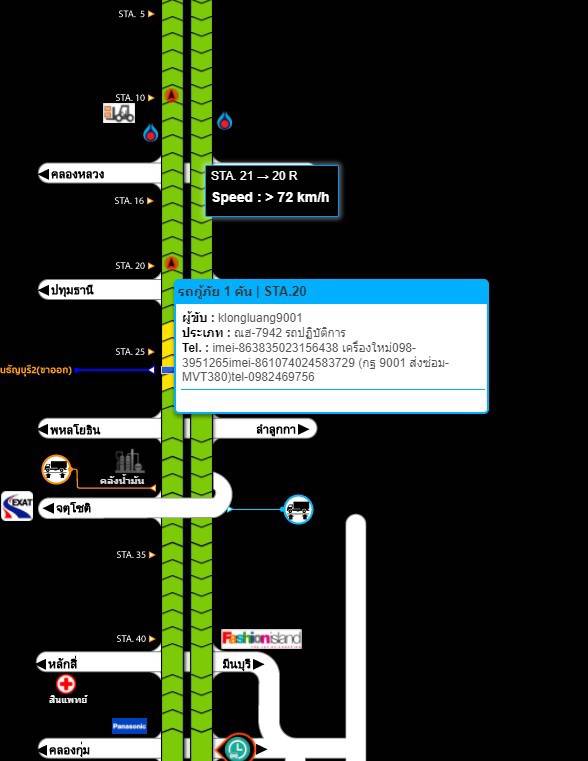 STA. 5
STA. 10
คลองหลวง
STA. 21 → 20 R
Speed : > 72 km/h
STA. 16
STA. 20
ปทุมธานี
รถกู้ภัย 1 คัน | STA.20
ผู้ขับ : klongluang9001
ประเภท : ณฮ-7942 รถปฏิบัติการ
Tel. : imei-863835023156438 เครื่องใหม่098-
3951265imei-861074024583729 (กฐ 9001 ส่งซ่อม-
MVT380)tel-0982469756
STA. 25
นธัญบุรี2(ขาออก)
พหลโยธิน
ลำลูกกา
คลังน้ำมัน
EXAT
จตุโชติ
STA. 35
STA. 40
Fashionisland
หลักสี่
มีนบุรี
สินแพทย์
Panasonic
คลองกุ่ม